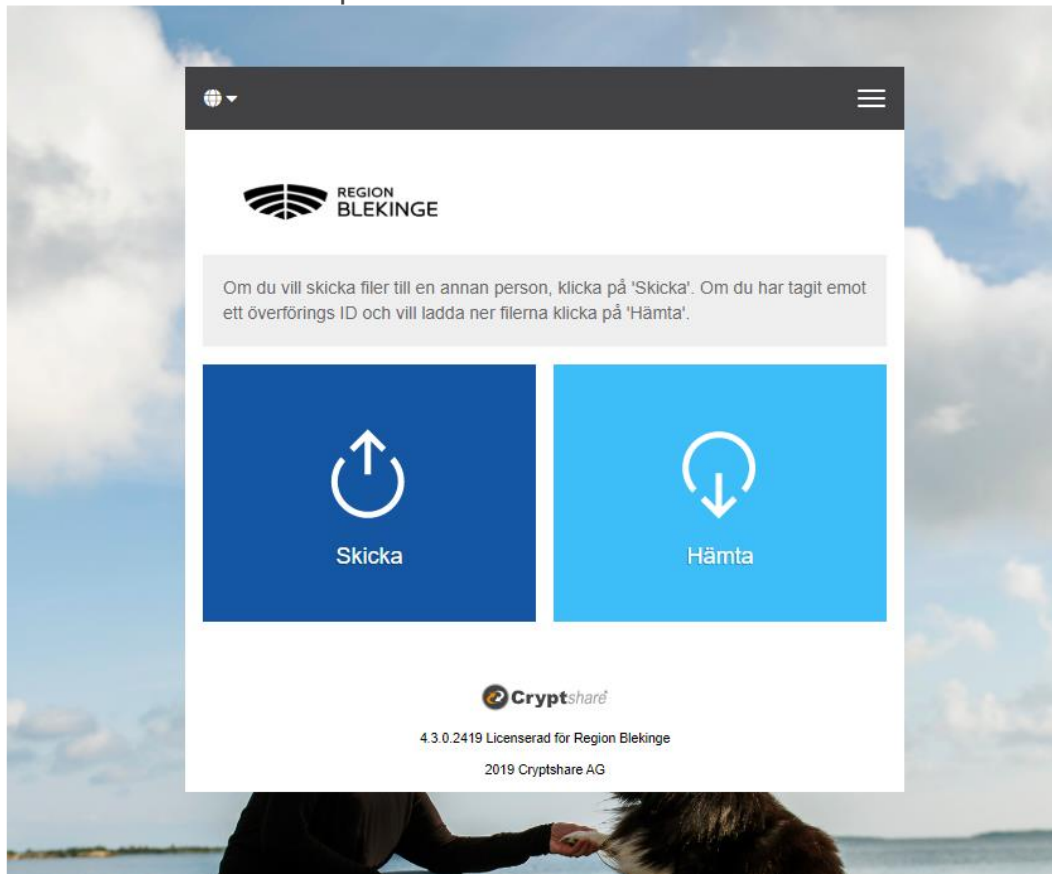 REGION
BLEKINGE
Om du vill skicka filer till en annan person, klicka på 'Skicka'. Om du har tagit emot
ett överförings ID och vill ladda ner filerna klicka på 'Hämta'.
Skicka
Hämta
Cryptshare
4.3.0.2419 Licenserad för Region Blekinge
2019 Cryptshare AG